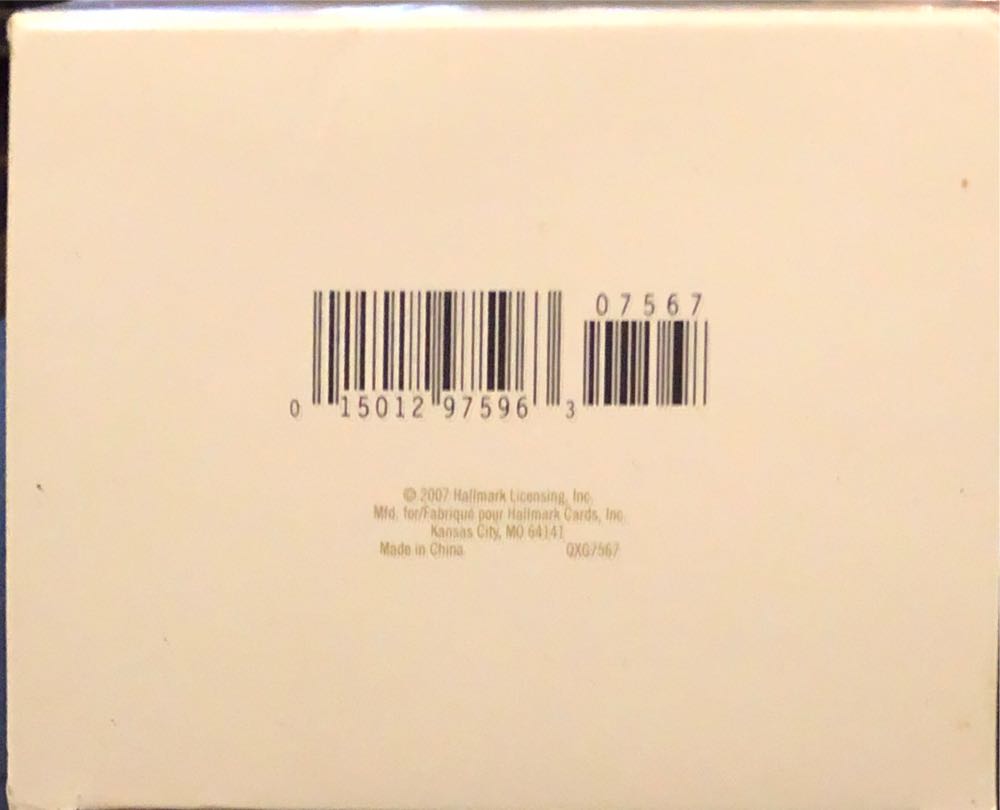 07567
0 15012 97596 3
© 2007 Hallmark Licensing, Inc.
Mfd. for/Fabriqué pour Hallmark Cards, Inc.
Kansas City, MO 64141
Made in China QXG7567